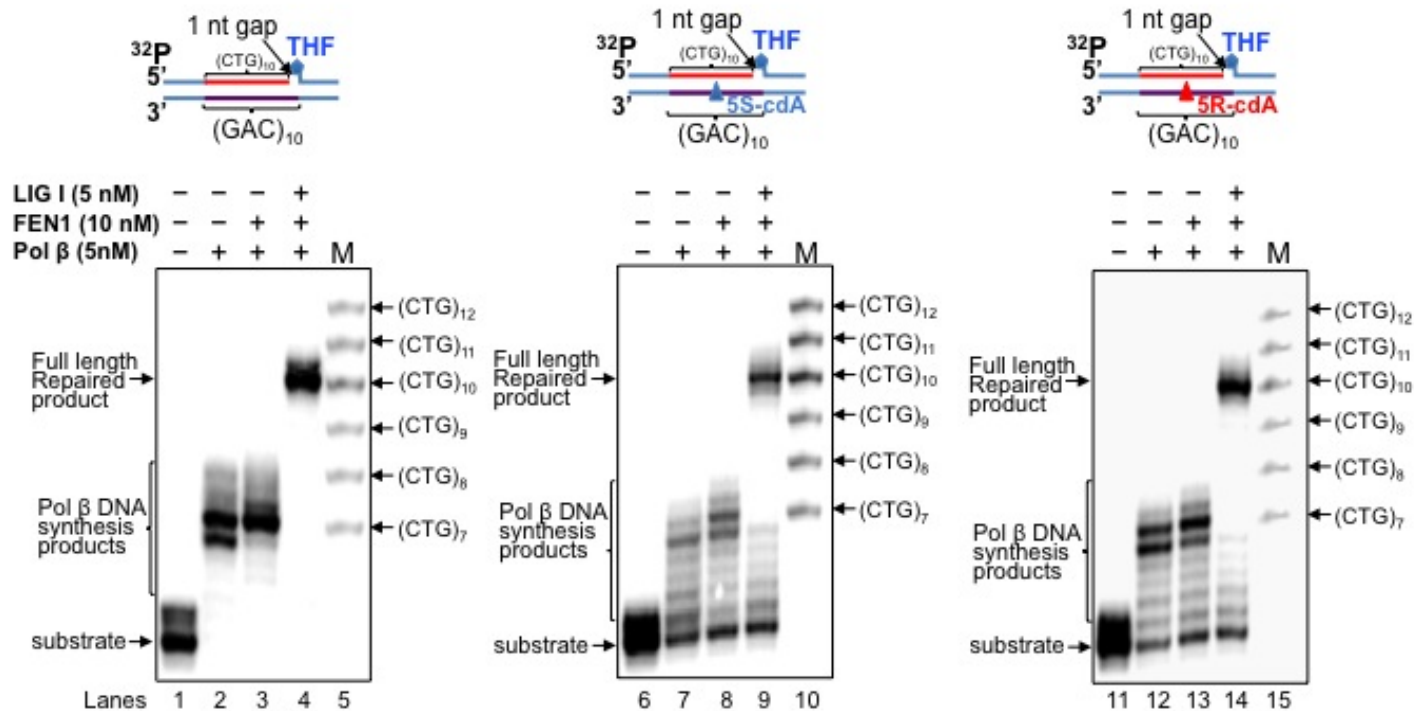 1 nt gap
THF
32P
5'
(CTG)10
3'
(GAC)10
1 nt gap
THF
32P
5'
(CTG)10
3'
5S-cdA
(GAC)10
1 nt gap
THF
32P
5'
(CTG)10
3'
5R-cdA
(GAC)10
LIG I (5 nM) – – – + – – – + – – – +
FEN1 (10 nM) – – + + – – + + – – + +
Pol β (5nM) – + + + M – + + + M – + + + M
Full length
Repaired
product
Pol β DNA
synthesis
products
substrate
(CTG)12
(CTG)11
(CTG)10
(CTG)9
(CTG)8
(CTG)7
Full length
Repaired
product
Pol β DNA
synthesis
products
substrate
(CTG)12
(CTG)11
(CTG)10
(CTG)9
(CTG)8
(CTG)7
Full length
Repaired
product
Pol β DNA
synthesis
products
substrate
(CTG)12
(CTG)11
(CTG)10
(CTG)9
(CTG)8
(CTG)7
Lanes 1 2 3 4 5 6 7 8 9 10 11 12 13 14 15